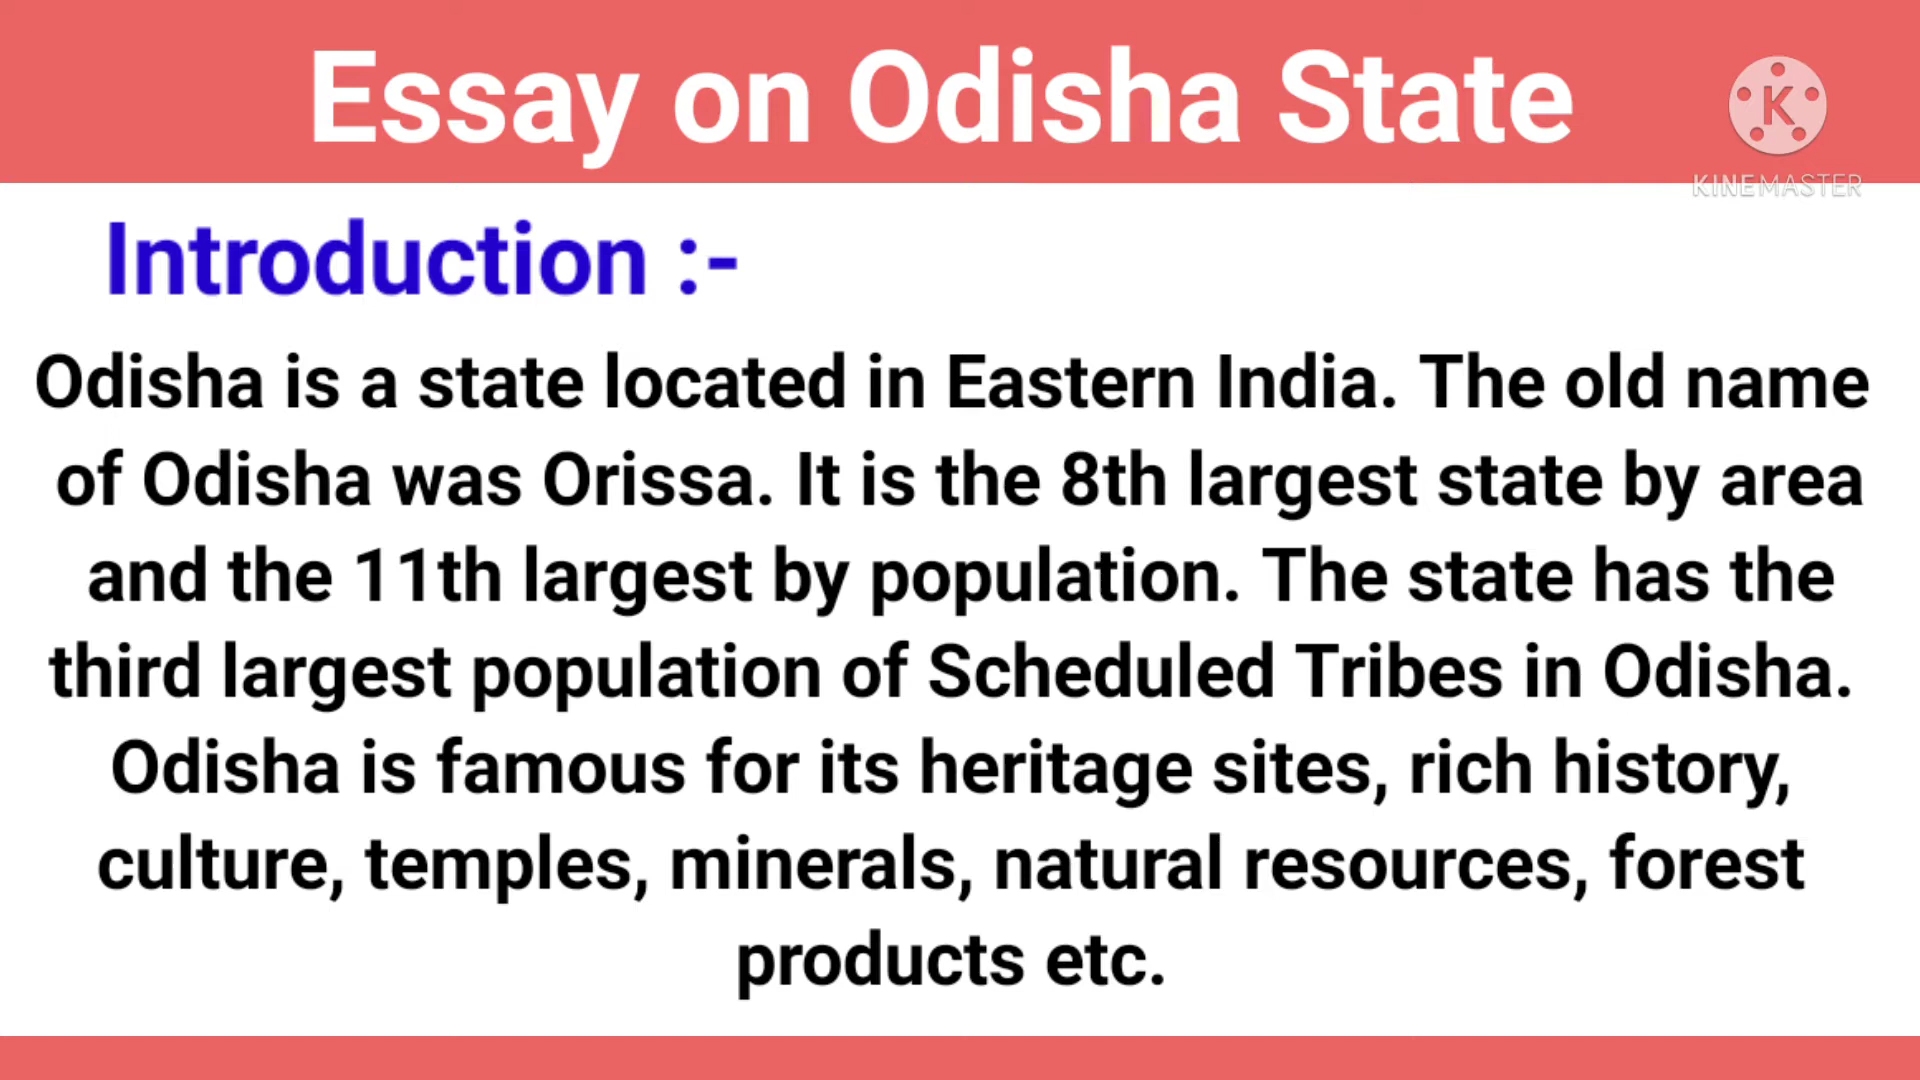 Essay on Odisha State
K
KINEMASTER
Introduction :-
Odisha is a state located in Eastern India. The old name
of Odisha was Orissa. It is the 8th largest state by area
and the 11th largest by population. The state has the
third largest population of Scheduled Tribes in Odisha.
Odisha is famous for its heritage sites, rich history,
culture, temples, minerals, natural resources, forest
products etc.